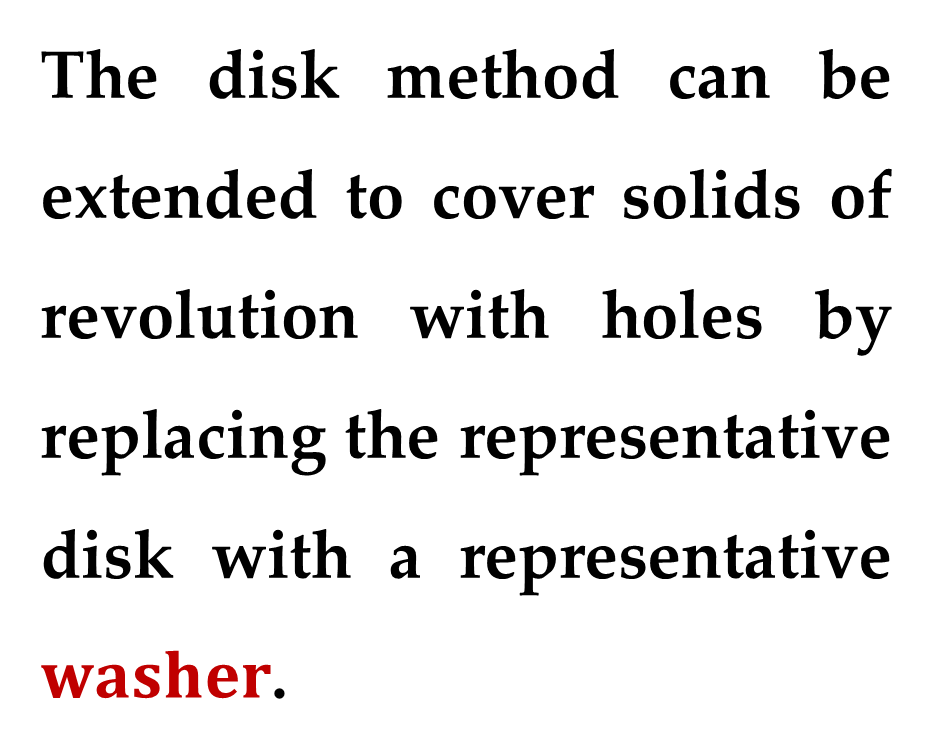 The disk method can be
extended to cover solids of
revolution with holes by
replacing the representative
disk with a representative
washer.